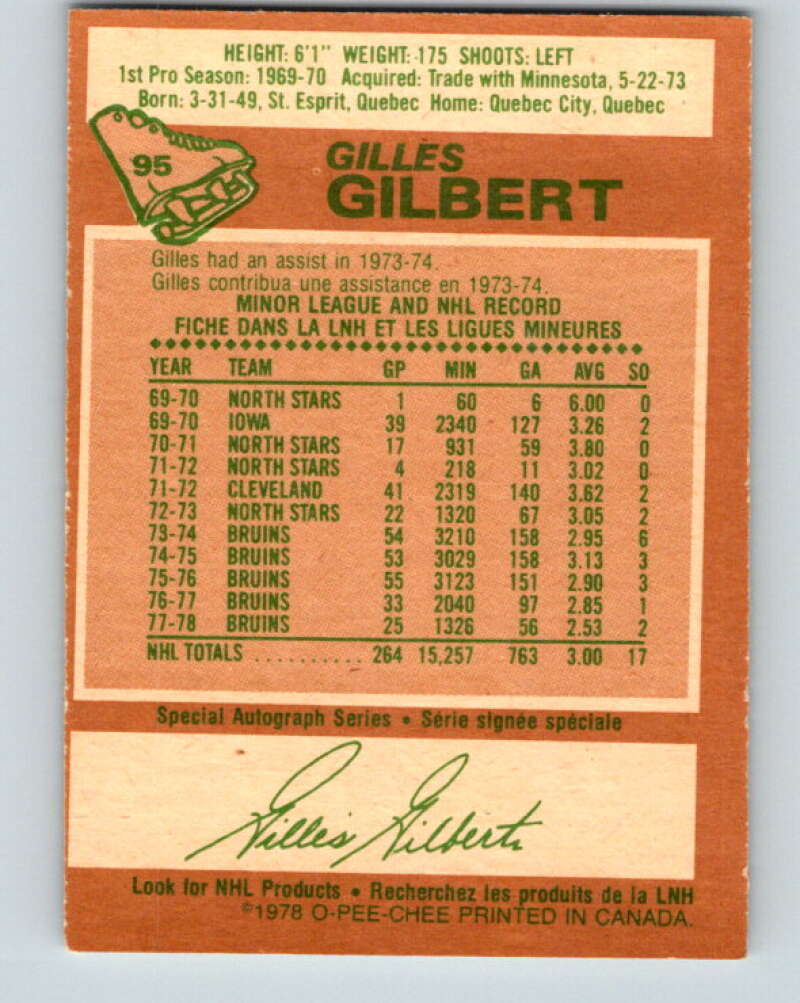 HEIGHT: 6'1" WEIGHT: 175 SHOOTS: LEFT
1st Pro Season: 1969-70 Acquired: Trade with Minnesota, 5-22-73
Born: 3-31-49, St. Esprit, Quebec Home: Quebec City, Quebec
95
GILLES
GILBERT
Gilles had an assist in 1973-74.
Gilles contribua une assistance en 1973-74.
MINOR LEAGUE AND NHL RECORD
FICHE DANS LA LNH ET LES LIGUES MINEURES
YEAR TEAM GP MIN GA AVG SO
69-70 NORTH STARS 1 60 6 6.00 0
69-70 IOWA 39 2340 127 3.26 2
70-71 NORTH STARS 17 931 59 3.80 0
71-72 NORTH STARS 4 218 11 3.02 0
71-72 CLEVELAND 41 2319 140 3.62 2
72-73 NORTH STARS 22 1320 67 3.05 2
73-74 BRUINS 54 3210 158 2.95 6
74-75 BRUINS 53 3029 158 3.13 3
75-76 BRUINS 55 3123 151 2.90 3
76-77 BRUINS 33 2040 97 2.85 1
77-78 BRUINS 25 1326 56 2.53 2
NHL TOTALS .......... 264 15,257 763 3.00 17
Special Autograph Series • Série signée spéciale
Gilles Gilbert
Look for NHL Products • Recherchez les produits de la LNH
©1978 O-PEE-CHEE PRINTED IN CANADA.